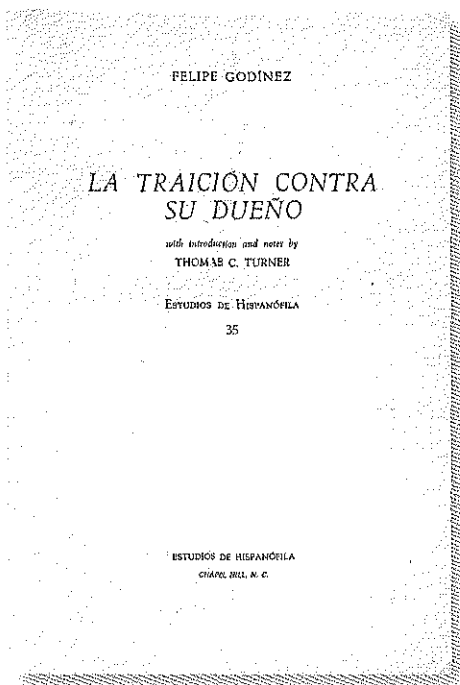 FELIPE GODÍNEZ
LA TRAICIÓN CONTRA
SU DUEÑO
with introduction and notes by
THOMAS C. TURNER
ESTUDIOS DE HISPANÓFILA
35
ESTUDIOS DE HISPANÓFILA
CHAPEL HILL, N. C.